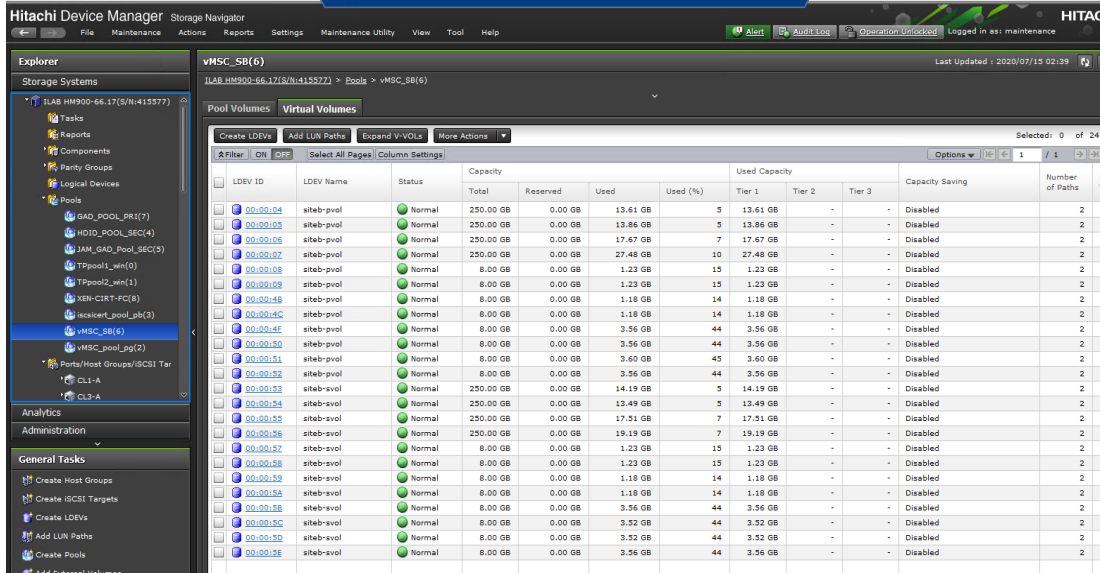 Hitachi Device Manager Storage Navigator
HITAC
File Maintenance Actions Reports Settings Maintenance Utility View Tool Help
Alert Audit Log Operation Unlocked Logged in as: maintenance
Explorer
Storage Systems
ILAB HM900-66.17(S/N:415577)
Tasks
Reports
Components
Parity Groups
Logical Devices
Pools
GAD_POOL_PRI(7)
HDID_POOL_SEC(4)
JAM_GAD_Pool_SEC(5)
TPpool1_win(0)
TPpool2_win(1)
XEN-CIRT-FC(8)
iscsicert_pool_pb(3)
vMSC_SB(6)
vMSC_pool_pg(2)
Ports/Host Groups/iSCSI Tar
CL1-A
CL3-A
Analytics
Administration
General Tasks
Create Host Groups
Create iSCSI Targets
Create LDEVs
Add LUN Paths
Create Pools
Add External Volumes
vMSC_SB(6)
Last Updated : 2020/07/15 02:39
ILAB HM900-66.17(S/N:415577) > Pools > vMSC_SB(6)
Pool Volumes Virtual Volumes
Create LDEVs Add LUN Paths Expand V-VOLs More Actions
Selected: 0 of 24
Filter ON OFF Select All Pages Column Settings Options 1 / 1
LDEV ID LDEV Name Status Capacity Used Capacity Capacity Saving Number of Paths
Total Reserved Used Used (%) Tier 1 Tier 2 Tier 3
00:00:04 siteb-pvol Normal 250.00 GB 0.00 GB 13.61 GB 5 13.61 GB - - Disabled 2
00:00:05 siteb-pvol Normal 250.00 GB 0.00 GB 13.86 GB 5 13.86 GB - - Disabled 2
00:00:06 siteb-pvol Normal 250.00 GB 0.00 GB 17.67 GB 7 17.67 GB - - Disabled 2
00:00:07 siteb-pvol Normal 250.00 GB 0.00 GB 27.48 GB 10 27.48 GB - - Disabled 2
00:00:08 siteb-pvol Normal 8.00 GB 0.00 GB 1.23 GB 15 1.23 GB - - Disabled 2
00:00:09 siteb-pvol Normal 8.00 GB 0.00 GB 1.23 GB 15 1.23 GB - - Disabled 2
00:00:4B siteb-pvol Normal 8.00 GB 0.00 GB 1.18 GB 14 1.18 GB - - Disabled 2
00:00:4C siteb-pvol Normal 8.00 GB 0.00 GB 1.18 GB 14 1.18 GB - - Disabled 2
00:00:4F siteb-pvol Normal 8.00 GB 0.00 GB 3.56 GB 44 3.56 GB - - Disabled 2
00:00:50 siteb-pvol Normal 8.00 GB 0.00 GB 3.56 GB 44 3.56 GB - - Disabled 2
00:00:51 siteb-pvol Normal 8.00 GB 0.00 GB 3.60 GB 45 3.60 GB - - Disabled 2
00:00:52 siteb-pvol Normal 8.00 GB 0.00 GB 3.56 GB 44 3.56 GB - - Disabled 2
00:00:53 siteb-svol Normal 250.00 GB 0.00 GB 14.19 GB 5 14.19 GB - - Disabled 2
00:00:54 siteb-svol Normal 250.00 GB 0.00 GB 13.49 GB 5 13.49 GB - - Disabled 2
00:00:55 siteb-svol Normal 250.00 GB 0.00 GB 17.51 GB 7 17.51 GB - - Disabled 2
00:00:56 siteb-svol Normal 250.00 GB 0.00 GB 19.19 GB 7 19.19 GB - - Disabled 2
00:00:57 siteb-svol Normal 8.00 GB 0.00 GB 1.23 GB 15 1.23 GB - - Disabled 2
00:00:58 siteb-svol Normal 8.00 GB 0.00 GB 1.23 GB 15 1.23 GB - - Disabled 2
00:00:59 siteb-svol Normal 8.00 GB 0.00 GB 1.18 GB 14 1.18 GB - - Disabled 2
00:00:5A siteb-svol Normal 8.00 GB 0.00 GB 1.18 GB 14 1.18 GB - - Disabled 2
00:00:5B siteb-svol Normal 8.00 GB 0.00 GB 3.56 GB 44 3.56 GB - - Disabled 2
00:00:5C siteb-svol Normal 8.00 GB 0.00 GB 3.52 GB 44 3.52 GB - - Disabled 2
00:00:5D siteb-svol Normal 8.00 GB 0.00 GB 3.52 GB 44 3.52 GB - - Disabled 2
00:00:5E siteb-svol Normal 8.00 GB 0.00 GB 3.56 GB 44 3.56 GB - - Disabled 2